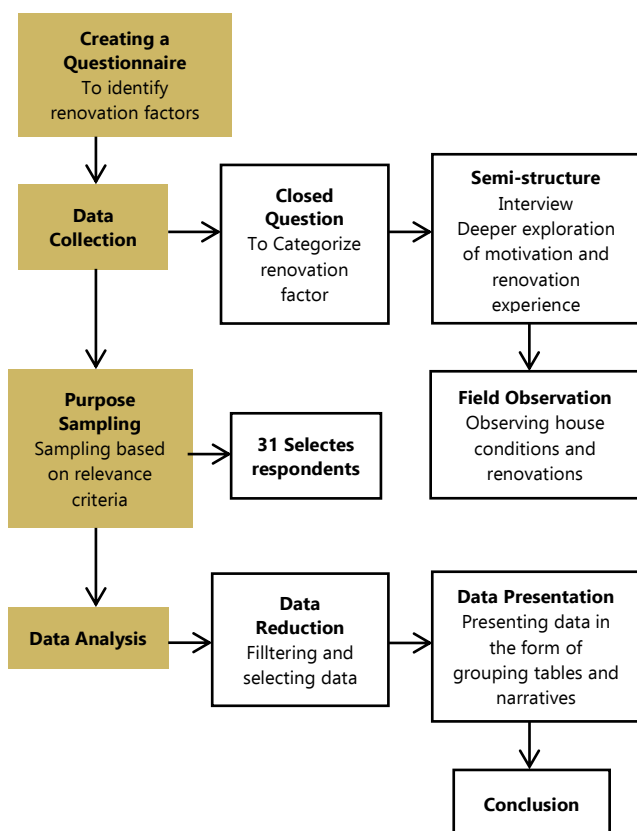 Creating a
Questionnaire
To identify
renovation factors
Data
Collection
Closed
Question
To Categorize
renovation
factor
Semi-structure
Interview
Deeper exploration
of motivation and
renovation
experience
Field Observation
Observing house
conditions and
renovations
Purpose
Sampling
Sampling based
on relevance
criteria
31 Selectes
respondents
Data Analysis
Data
Reduction
Filltering and
selecting data
Data Presentation
Presenting data in
the form of
grouping tables and
narratives
Conclusion